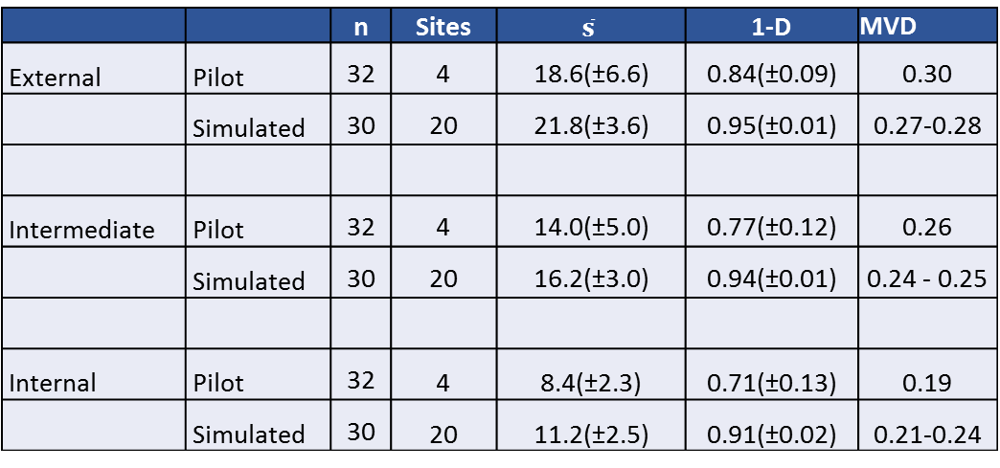 n Sites s̄ 1-D MVD
External Pilot 32 4 18.6(±6.6) 0.84(±0.09) 0.30
Simulated 30 20 21.8(±3.6) 0.95(±0.01) 0.27-0.28
Intermediate Pilot 32 4 14.0(±5.0) 0.77(±0.12) 0.26
Simulated 30 20 16.2(±3.0) 0.94(±0.01) 0.24 - 0.25
Internal Pilot 32 4 8.4(±2.3) 0.71(±0.13) 0.19
Simulated 30 20 11.2(±2.5) 0.91(±0.02) 0.21-0.24